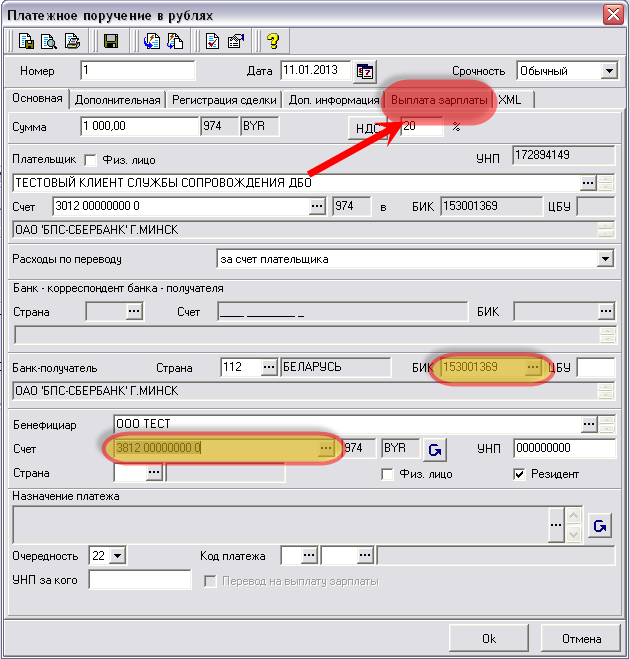 Платежное поручение в рублях
Номер 1 Дата 11.01.2013 Срочность Обычный
Основная Дополнительная Регистрация сделки Доп. информация Выплата зарплаты XML
Сумма 1 000,00 974 BYR НДС 20 %
Плательщик Физ. лицо УНП 172894149
ТЕСТОВЫЙ КЛИЕНТ СЛУЖБЫ СОПРОВОЖДЕНИЯ ДБО ...
Счет 3012 00000000 0 ... 974 в БИК 153001369 ЦБУ
ОАО 'БПС-СБЕРБАНК' Г.МИНСК
Расходы по переводу за счет плательщика
Банк - корреспондент банка - получателя
Страна ... Счет ____ ________ _ БИК ...
Банк-получатель Страна 112 ... БЕЛАРУСЬ БИК 153001369 ... ЦБУ
ОАО 'БПС-СБЕРБАНК' Г.МИНСК
Бенефициар ООО ТЕСТ ...
Счет 3812 00000000 0 ... 974 BYR УНП 000000000
Страна ... Физ. лицо Резидент
Назначение платежа
...
Очередность 22 Код платежа ... ...
УНП за кого Перевод на выплату зарплаты
Ok Отмена